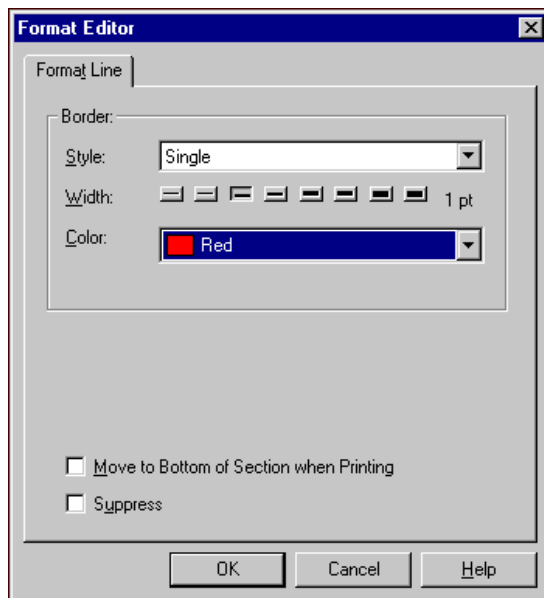 Format Editor
Format Line
Border:
Style: Single
Width: 1 pt
Color: Red
Move to Bottom of Section when Printing
Suppress
OK Cancel Help